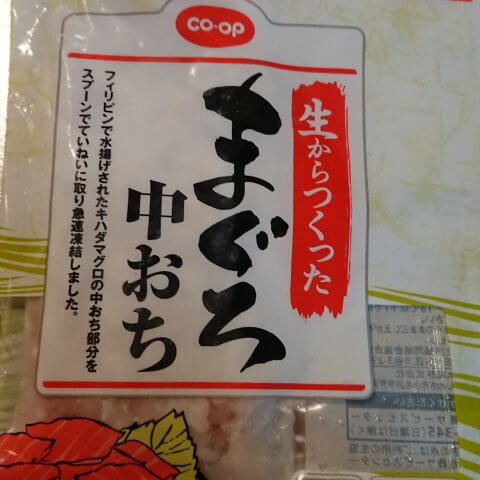 CO·OP
生からつくった
まぐろ
中おち
フィリピンで水揚げされたキハダマグロの中おち部分を
スプーンでていねいに取り急速凍結しました。